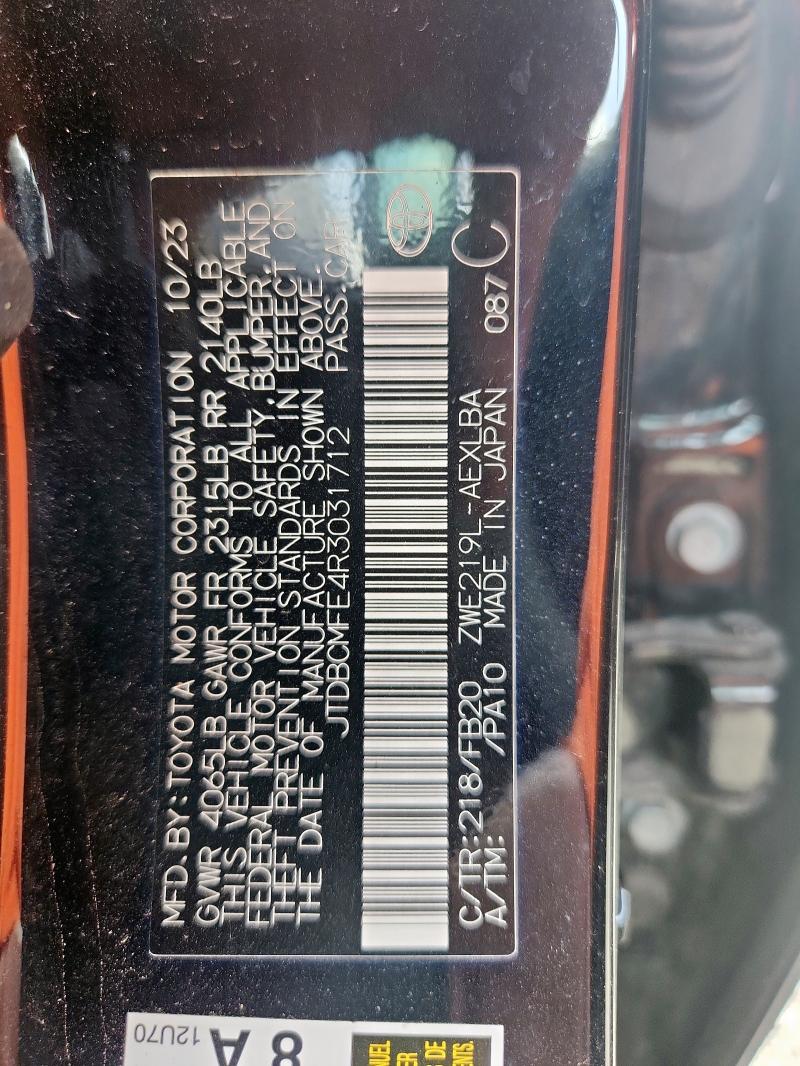 MFD.BY:TOYOTA MOTOR CORPORATION 10/23
GVWR 4065LB GAWR FR 2315LB RR 2140LB
THIS VEHICLE CONFORMS TO ALL APPLICABLE
FEDERAL MOTOR VEHICLE SAFETY,BUMPER,AND
THEFT PREVENTION STANDARDS IN EFFECT ON
THE DATE OF MANUFACTURE SHOWN ABOVE.
JTDBCMFE4R3031712 PASS.CAR
C/TR:218/FB20 ZWE219L-AEXLBA
A/TM: /PA10 MADE IN JAPAN 087 C
8A
12U70